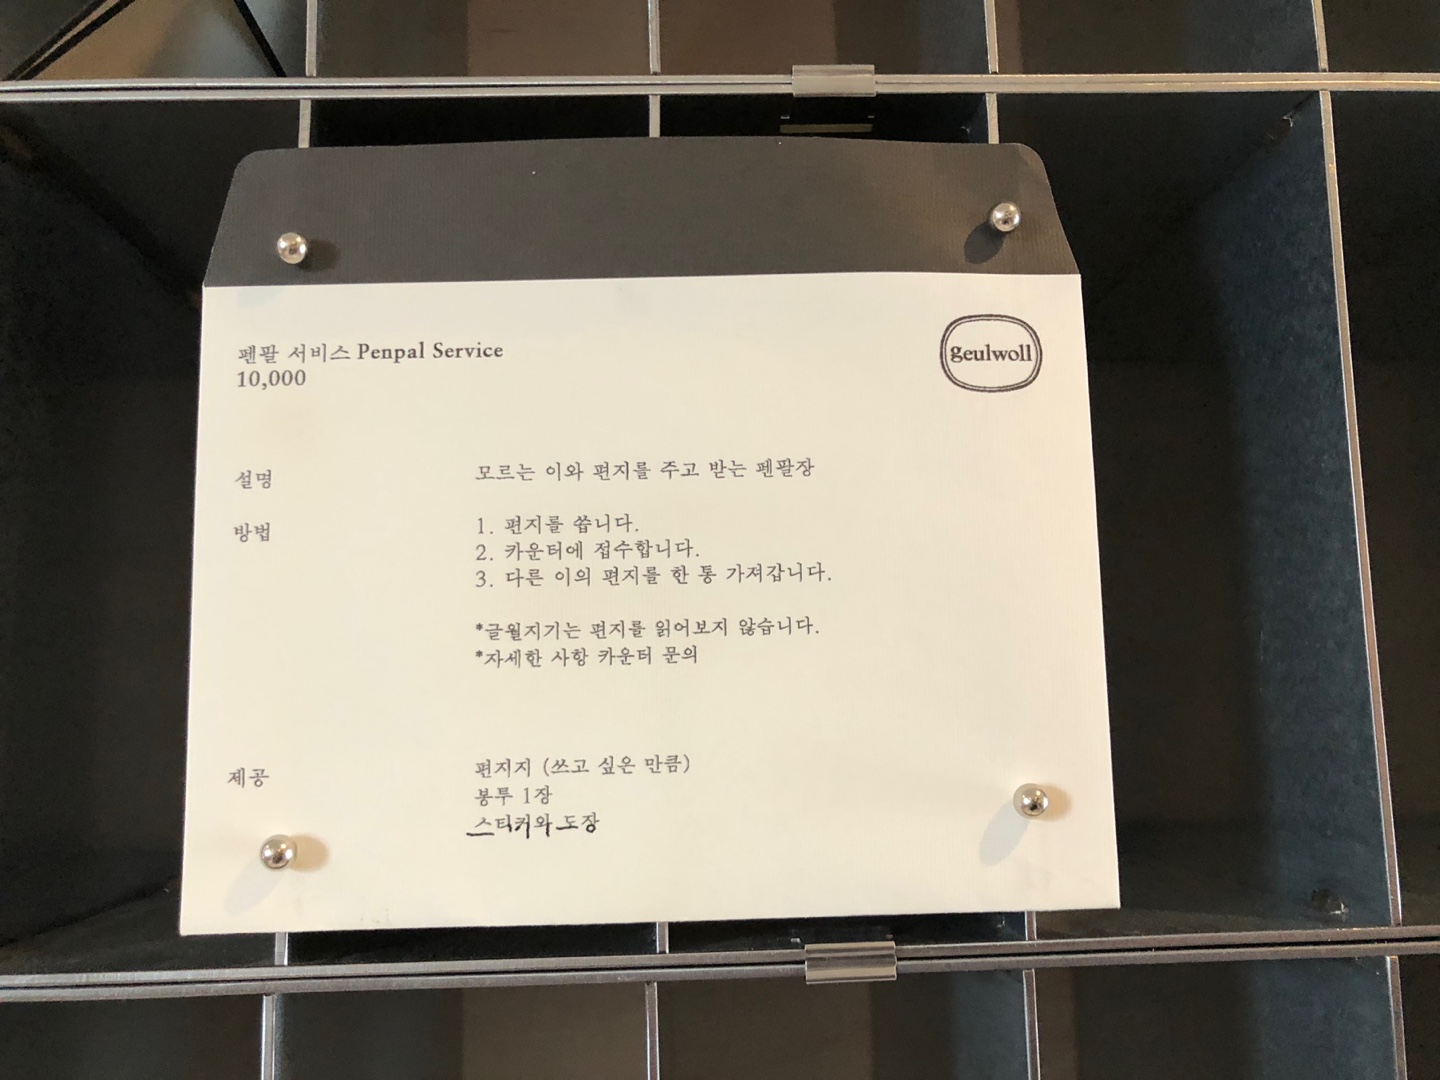 펜팔 서비스 Penpal Service
10,000
geulwoll
설명
모르는 이와 편지를 주고 받는 펜팔장
방법
1. 편지를 씁니다.
2. 카운터에 접수합니다.
3. 다른 이의 편지를 한 통 가져갑니다.
*글월지기는 편지를 읽어보지 않습니다.
*자세한 사항 카운터 문의
제공
편지지 (쓰고 싶은 만큼)
봉투 1장
스티커와 도장